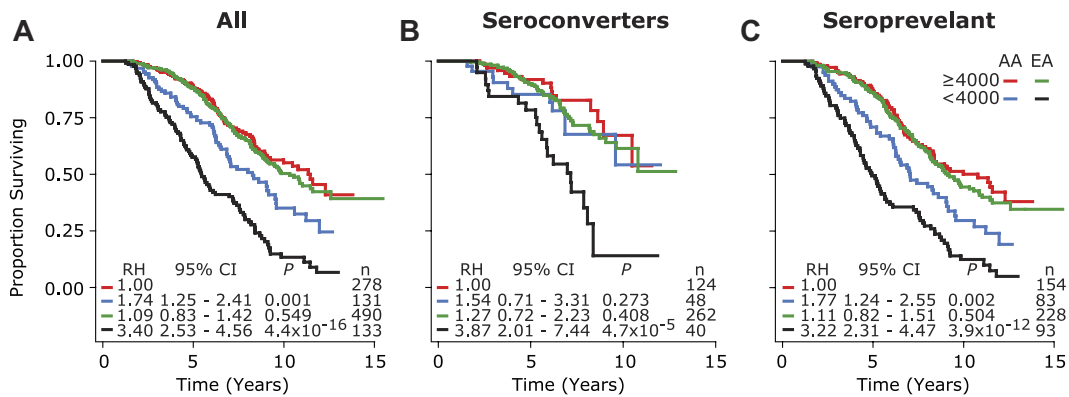 All
Seroconverters
Seroprevelant
A
B
C
AA EA
≥4000
<4000
Proportion Surviving
1.00
0.75
0.50
0.25
0.00
RH 95% CI P n
1.00 278
1.74 1.25 - 2.41 0.001 131
1.09 0.83 - 1.42 0.549 490
3.40 2.53 - 4.56 4.4x10-16 133
0 5 10 15
Time (Years)
RH 95% CI P n
1.00 124
1.54 0.71 - 3.31 0.273 48
1.27 0.72 - 2.23 0.408 262
3.87 2.01 - 7.44 4.7x10-5 40
0 5 10 15
Time (Years)
RH 95% CI P n
1.00 154
1.77 1.24 - 2.55 0.002 83
1.11 0.82 - 1.51 0.504 228
3.22 2.31 - 4.47 3.9x10-12 93
0 5 10 15
Time (Years)